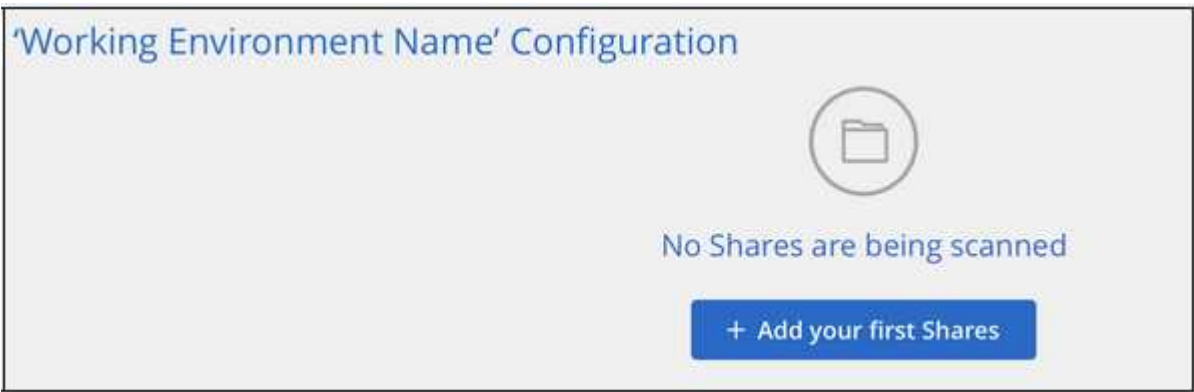 ‘Working Environment Name’ Configuration
No Shares are being scanned
+ Add your first Shares